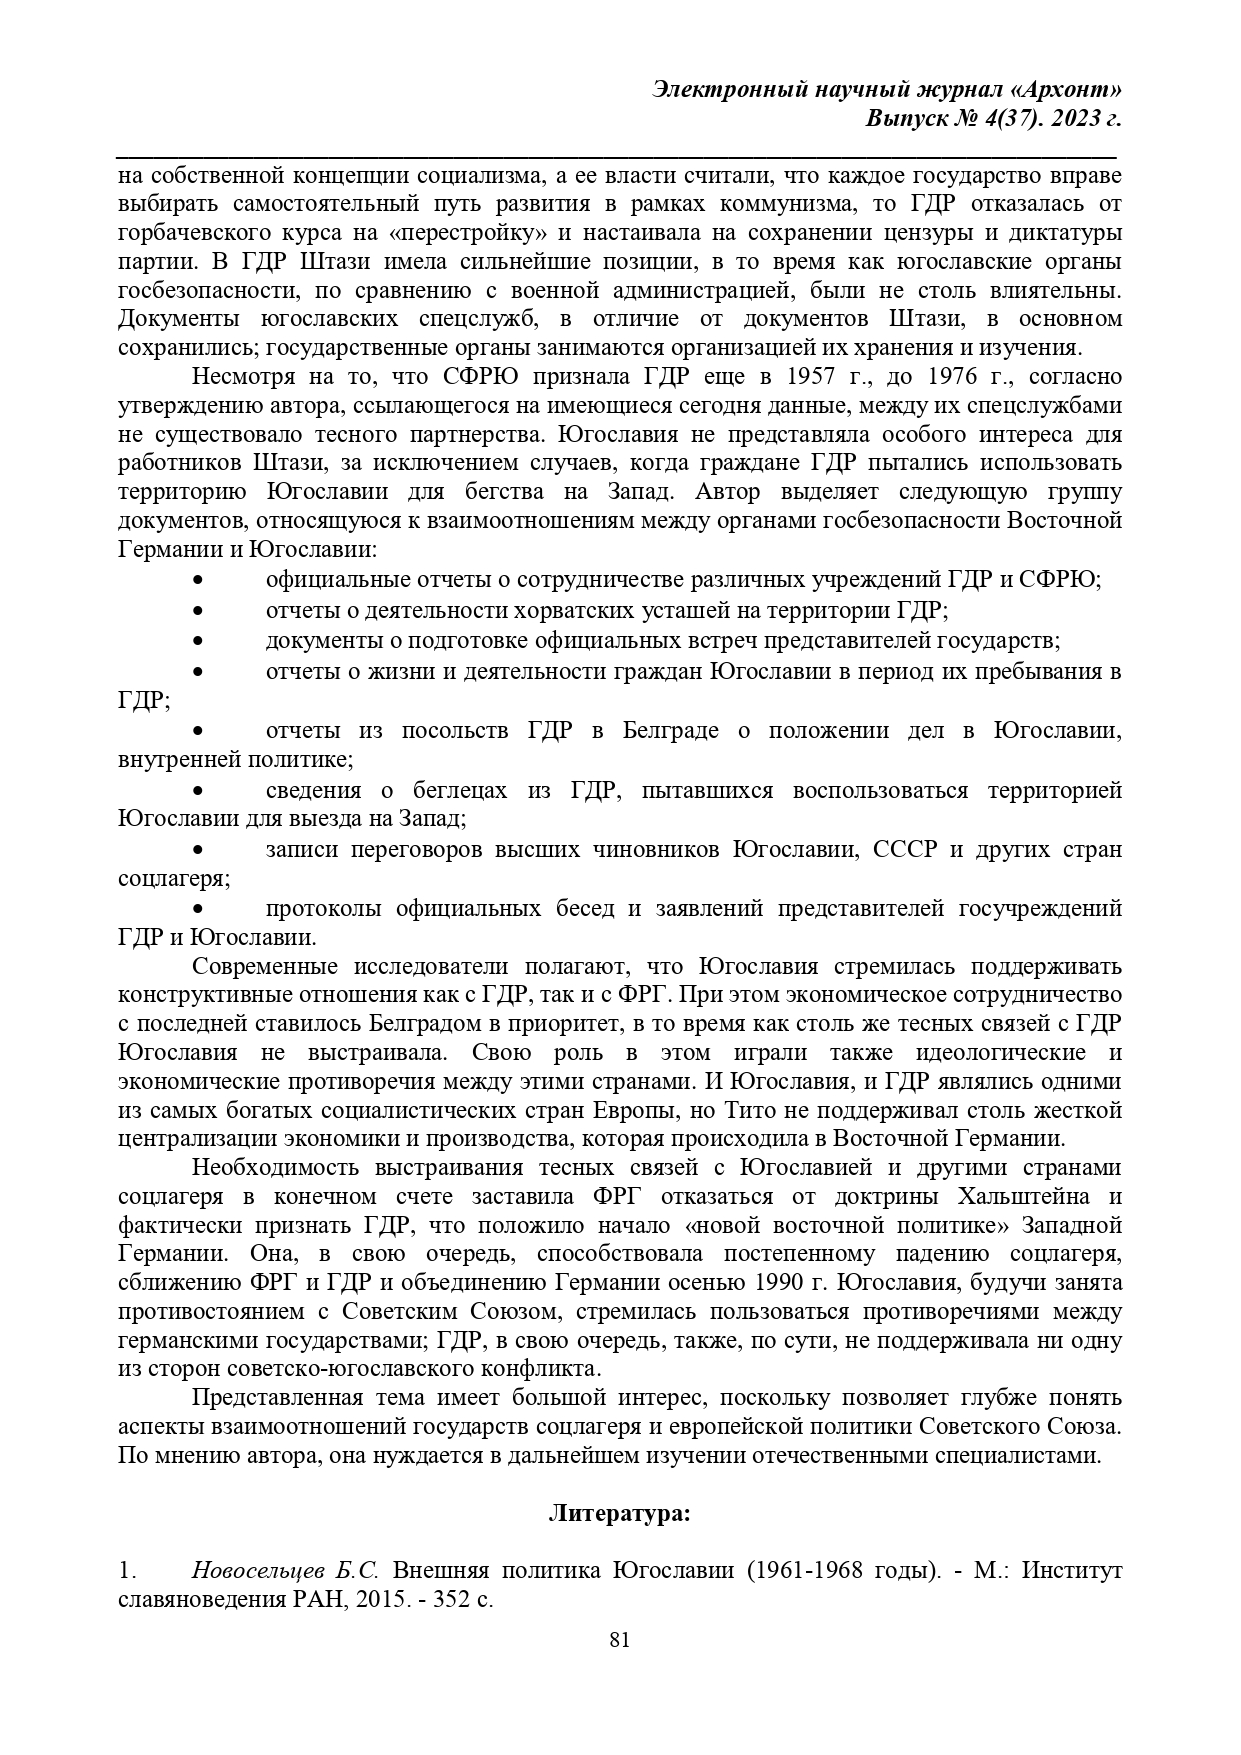 Электронный научный журнал «Архонт»
Выпуск № 4(37). 2023 г.
на собственной концепции социализма, а ее власти считали, что каждое государство вправе
выбирать самостоятельный путь развития в рамках коммунизма, то ГДР отказалась от
горбачевского курса на «перестройку» и настаивала на сохранении цензуры и диктатуры
партии. В ГДР Штази имела сильнейшие позиции, в то время как югославские органы
госбезопасности, по сравнению с военной администрацией, были не столь влиятельны.
Документы югославских спецслужб, в отличие от документов Штази, в основном
сохранились; государственные органы занимаются организацией их хранения и изучения.
Несмотря на то, что СФРЮ признала ГДР еще в 1957 г., до 1976 г., согласно
утверждению автора, ссылающегося на имеющиеся сегодня данные, между их спецслужбами
не существовало тесного партнерства. Югославия не представляла особого интереса для
работников Штази, за исключением случаев, когда граждане ГДР пытались использовать
территорию Югославии для бегства на Запад. Автор выделяет следующую группу
документов, относящуюся к взаимоотношениям между органами госбезопасности Восточной
Германии и Югославии:
• официальные отчеты о сотрудничестве различных учреждений ГДР и СФРЮ;
• отчеты о деятельности хорватских усташей на территории ГДР;
• документы о подготовке официальных встреч представителей государств;
• отчеты о жизни и деятельности граждан Югославии в период их пребывания в
ГДР;
• отчеты из посольств ГДР в Белграде о положении дел в Югославии,
внутренней политике;
• сведения о беглецах из ГДР, пытавшихся воспользоваться территорией
Югославии для выезда на Запад;
• записи переговоров высших чиновников Югославии, СССР и других стран
соцлагеря;
• протоколы официальных бесед и заявлений представителей госучреждений
ГДР и Югославии.
Современные исследователи полагают, что Югославия стремилась поддерживать
конструктивные отношения как с ГДР, так и с ФРГ. При этом экономическое сотрудничество
с последней ставилось Белградом в приоритет, в то время как столь же тесных связей с ГДР
Югославия не выстраивала. Свою роль в этом играли также идеологические и
экономические противоречия между этими странами. И Югославия, и ГДР являлись одними
из самых богатых социалистических стран Европы, но Тито не поддерживал столь жесткой
централизации экономики и производства, которая происходила в Восточной Германии.
Необходимость выстраивания тесных связей с Югославией и другими странами
соцлагеря в конечном счете заставила ФРГ отказаться от доктрины Хальштейна и
фактически признать ГДР, что положило начало «новой восточной политике» Западной
Германии. Она, в свою очередь, способствовала постепенному падению соцлагеря,
сближению ФРГ и ГДР и объединению Германии осенью 1990 г. Югославия, будучи занята
противостоянием с Советским Союзом, стремилась пользоваться противоречиями между
германскими государствами; ГДР, в свою очередь, также, по сути, не поддерживала ни одну
из сторон советско-югославского конфликта.
Представленная тема имеет большой интерес, поскольку позволяет глубже понять
аспекты взаимоотношений государств соцлагеря и европейской политики Советского Союза.
По мнению автора, она нуждается в дальнейшем изучении отечественными специалистами.
Литература:
1. Новосельцев Б.С. Внешняя политика Югославии (1961-1968 годы). - М.: Институт
славяноведения РАН, 2015. - 352 с.
81